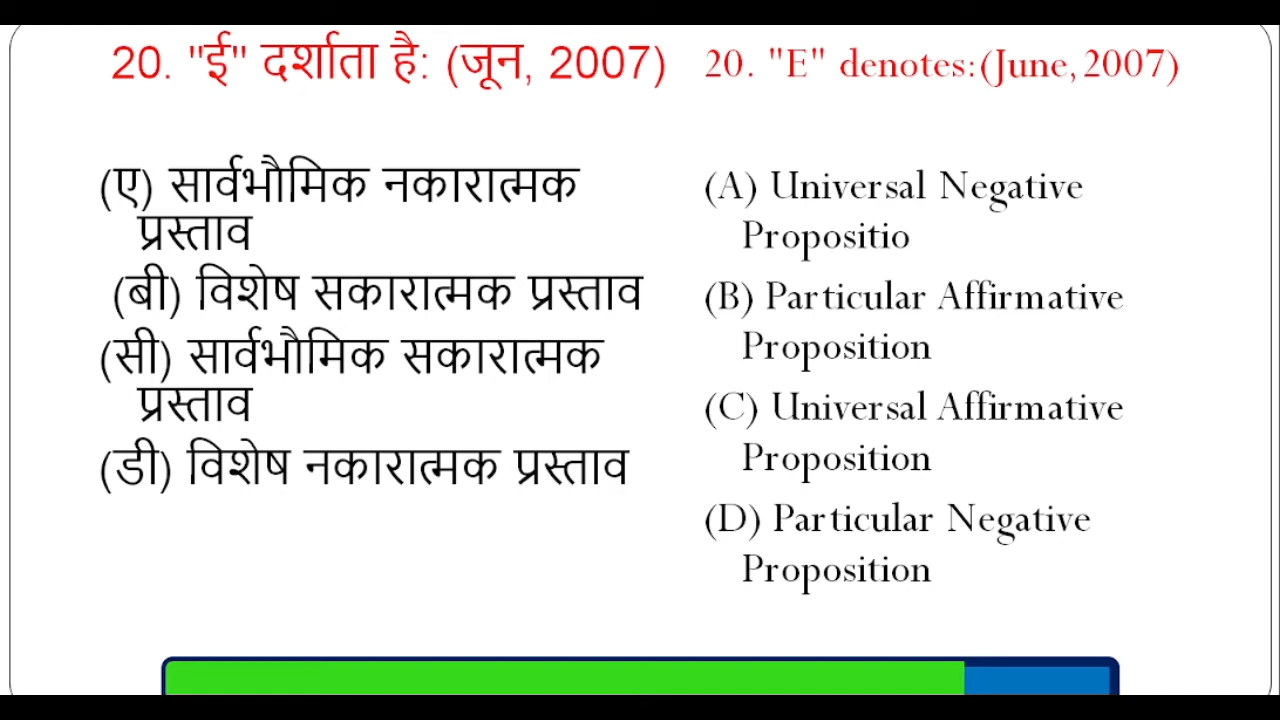 20. "ई" दर्शाता है: (जून, 2007)
(ए) सार्वभौमिक नकारात्मक
प्रस्ताव
(बी) विशेष सकारात्मक प्रस्ताव
(सी) सार्वभौमिक सकारात्मक
प्रस्ताव
(डी) विशेष नकारात्मक प्रस्ताव
20. "E" denotes:(June, 2007)
(A) Universal Negative
Propositio
(B) Particular Affirmative
Proposition
(C) Universal Affirmative
Proposition
(D) Particular Negative
Proposition